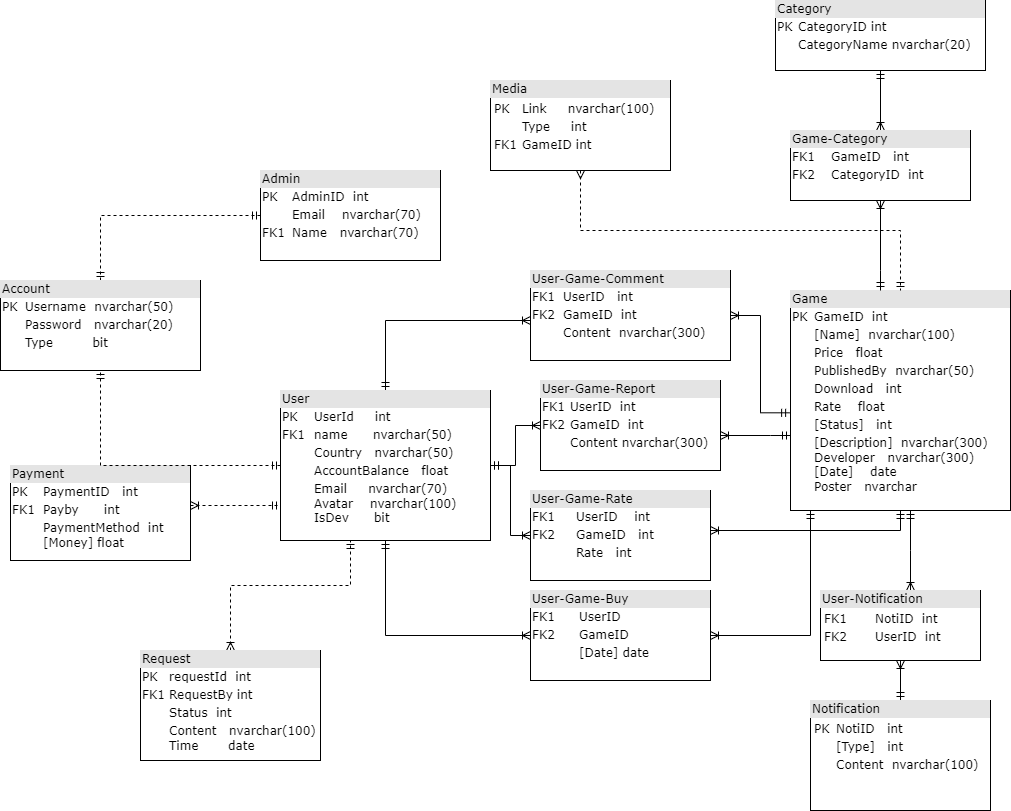 Category
PK CategoryID int
CategoryName nvarchar(20)
Media
PK Link nvarchar(100)
Type int
FK1 GameID int
Game-Category
FK1 GameID int
FK2 CategoryID int
Admin
PK AdminID int
Email nvarchar(70)
FK1 Name nvarchar(70)
Account
PK Username nvarchar(50)
Password nvarchar(20)
Type bit
User-Game-Comment
FK1 UserID int
FK2 GameID int
Content nvarchar(300)
Game
PK GameID int
[Name] nvarchar(100)
Price float
PublishedBy nvarchar(50)
Download int
Rate float
[Status] int
[Description] nvarchar(300)
Developer nvarchar(300)
[Date] date
Poster nvarchar
User
PK UserId int
FK1 name nvarchar(50)
Country nvarchar(50)
AccountBalance float
Email nvarchar(70)
Avatar nvarchar(100)
IsDev bit
User-Game-Report
FK1 UserID int
FK2 GameID int
Content nvarchar(300)
Payment
PK PaymentID int
FK1 Payby int
PaymentMethod int
[Money] float
User-Game-Rate
FK1 UserID int
FK2 GameID int
Rate int
User-Game-Buy
FK1 UserID
FK2 GameID
[Date] date
User-Notification
FK1 NotiID int
FK2 UserID int
Request
PK requestId int
FK1 RequestBy int
Status int
Content nvarchar(100)
Time date
Notification
PK NotiID int
[Type] int
Content nvarchar(100)